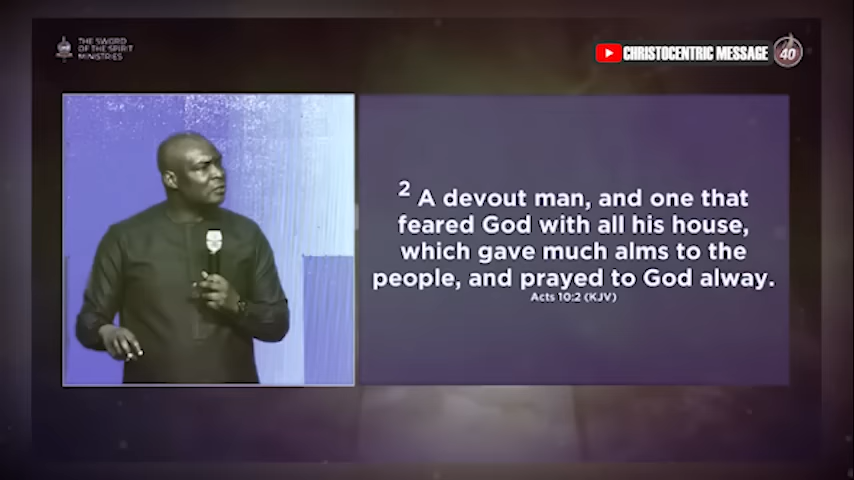 THE SWORD
OF THE SPIRIT
MINISTRIES
CHRISTOCENTRIC MESSAGE
40
2 A devout man, and one that
feared God with all his house,
which gave much alms to the
people, and prayed to God alway.
Acts 10:2 (KJV)